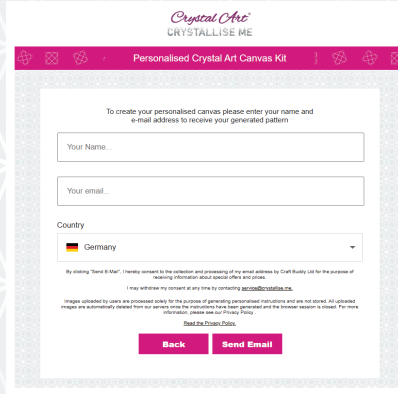 Crystal Art®
CRYSTALLISE ME
Personalised Crystal Art Canvas Kit
To create your personalised canvas please enter your name and
e-mail address to receive your generated pattern
Your Name...
Your email...
Country
Germany
By clicking "Send E-Mail", I hereby consent to the collection and processing of my email address by Craft Buddy Ltd for the purpose of
receiving information about special offers and prices.
I may withdraw my consent at any time by contacting service@crystallise.me.
Images uploaded by users are processed solely for the purpose of generating personalised instructions and are not stored. All uploaded
images are automatically deleted from our servers once the instructions have been generated and the browser session is closed. For more
information, please see our Privacy Policy .
Read the Privacy Policy.
Back
Send Email